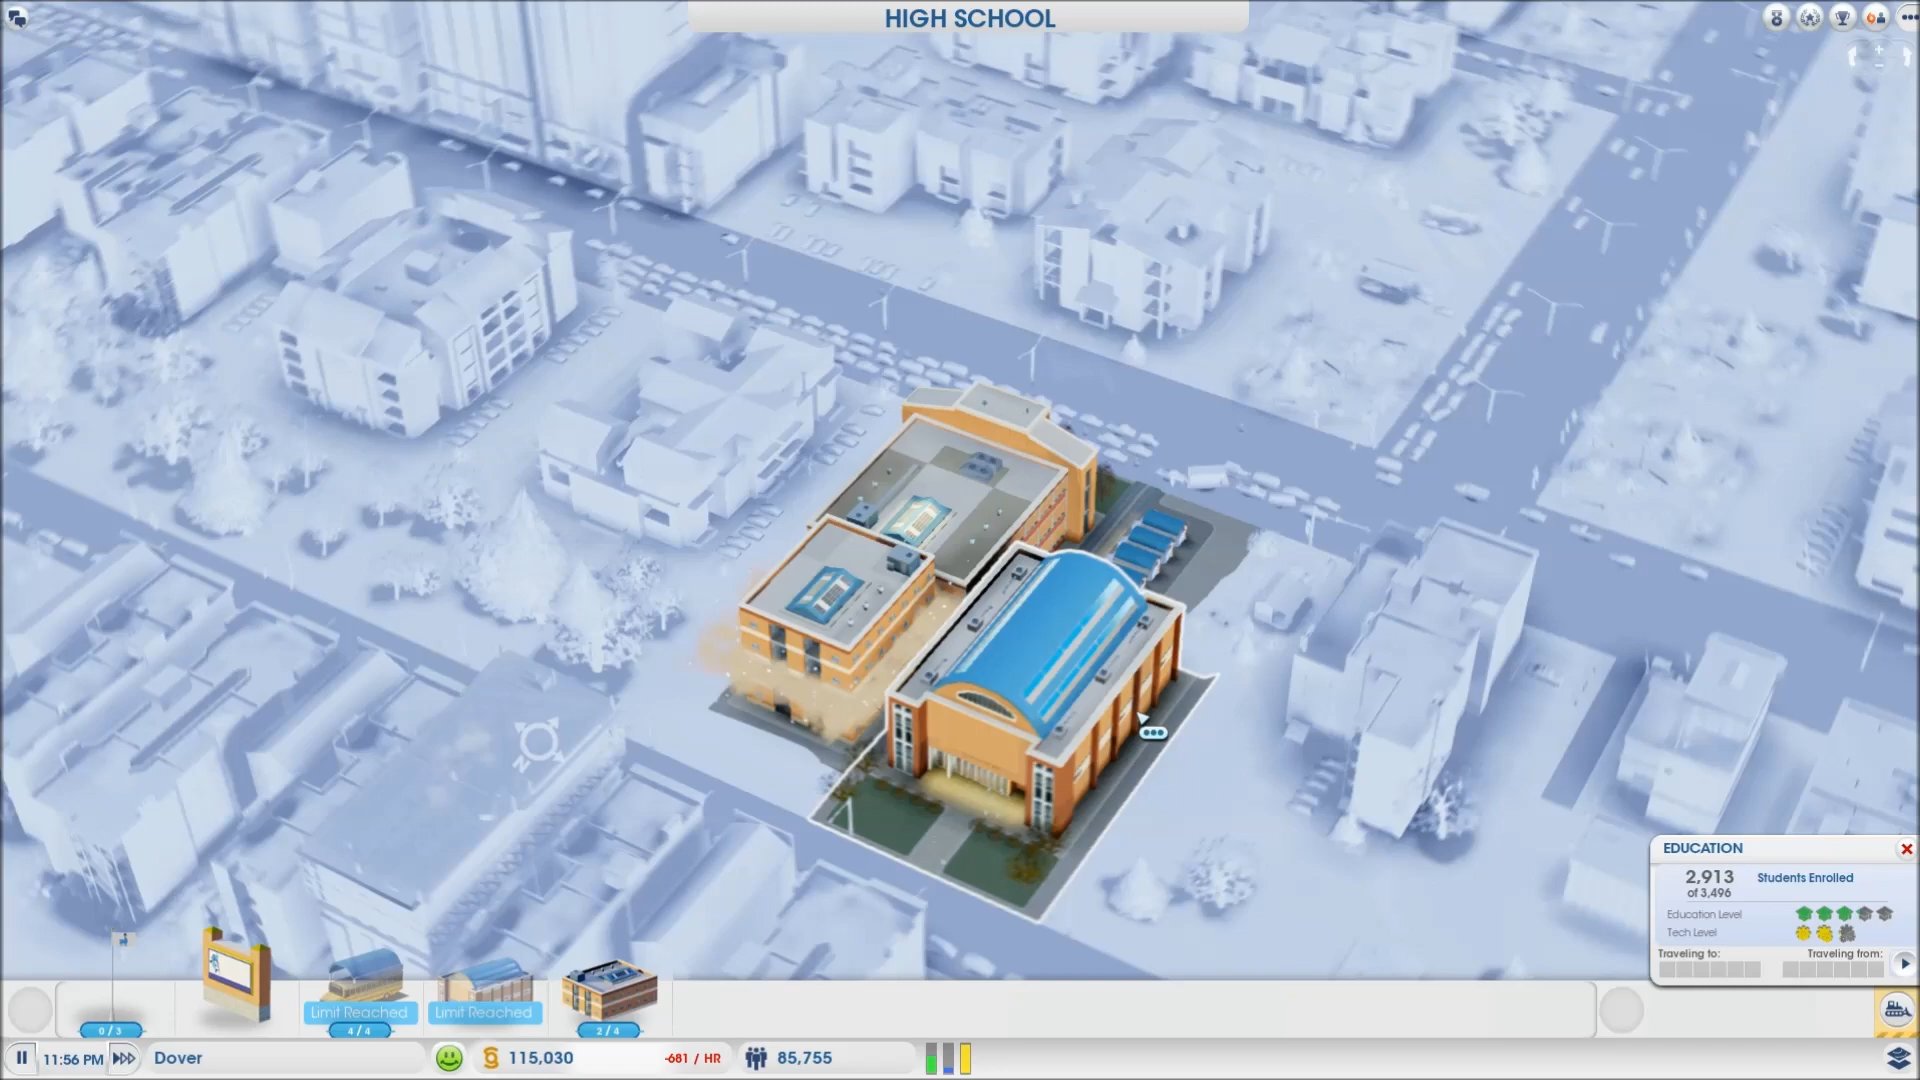 HIGH SCHOOL
EDUCATION
2,913
of 3,496
Students Enrolled
Education Level
Tech Level
Traveling to:
Traveling from:
Limit Reached
Limit Reached
0 / 3
4 / 4
2 / 4
11:56 PM
Dover
115,030
-681 / HR
85,755
N